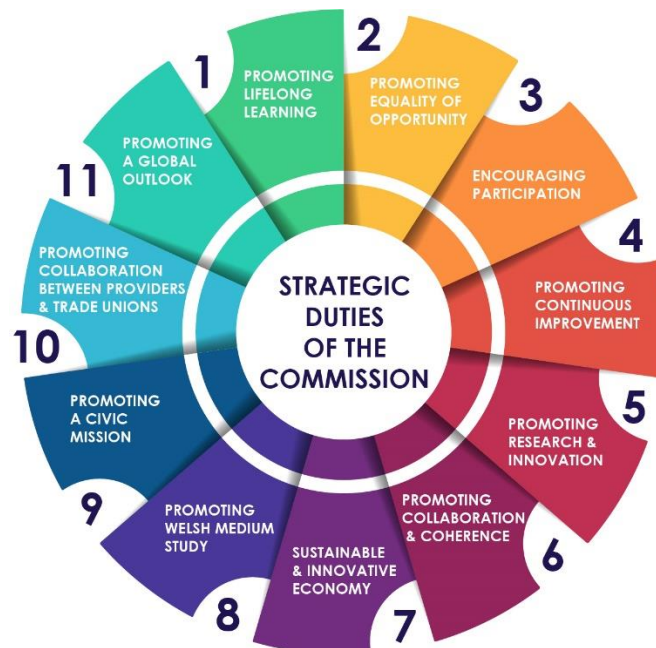 STRATEGIC
DUTIES
OF THE
COMMISSION
1
PROMOTING
LIFELONG
LEARNING
2
PROMOTING
EQUALITY OF
OPPORTUNITY
3
ENCOURAGING
PARTICIPATION
4
PROMOTING
CONTINUOUS
IMPROVEMENT
5
PROMOTING
RESEARCH &
INNOVATION
6
PROMOTING
COLLABORATION
& COHERENCE
7
SUSTAINABLE
& INNOVATIVE
ECONOMY
8
PROMOTING
WELSH MEDIUM
STUDY
9
PROMOTING
A CIVIC
MISSION
10
PROMOTING
COLLABORATION
BETWEEN PROVIDERS
& TRADE UNIONS
11
PROMOTING
A GLOBAL
OUTLOOK